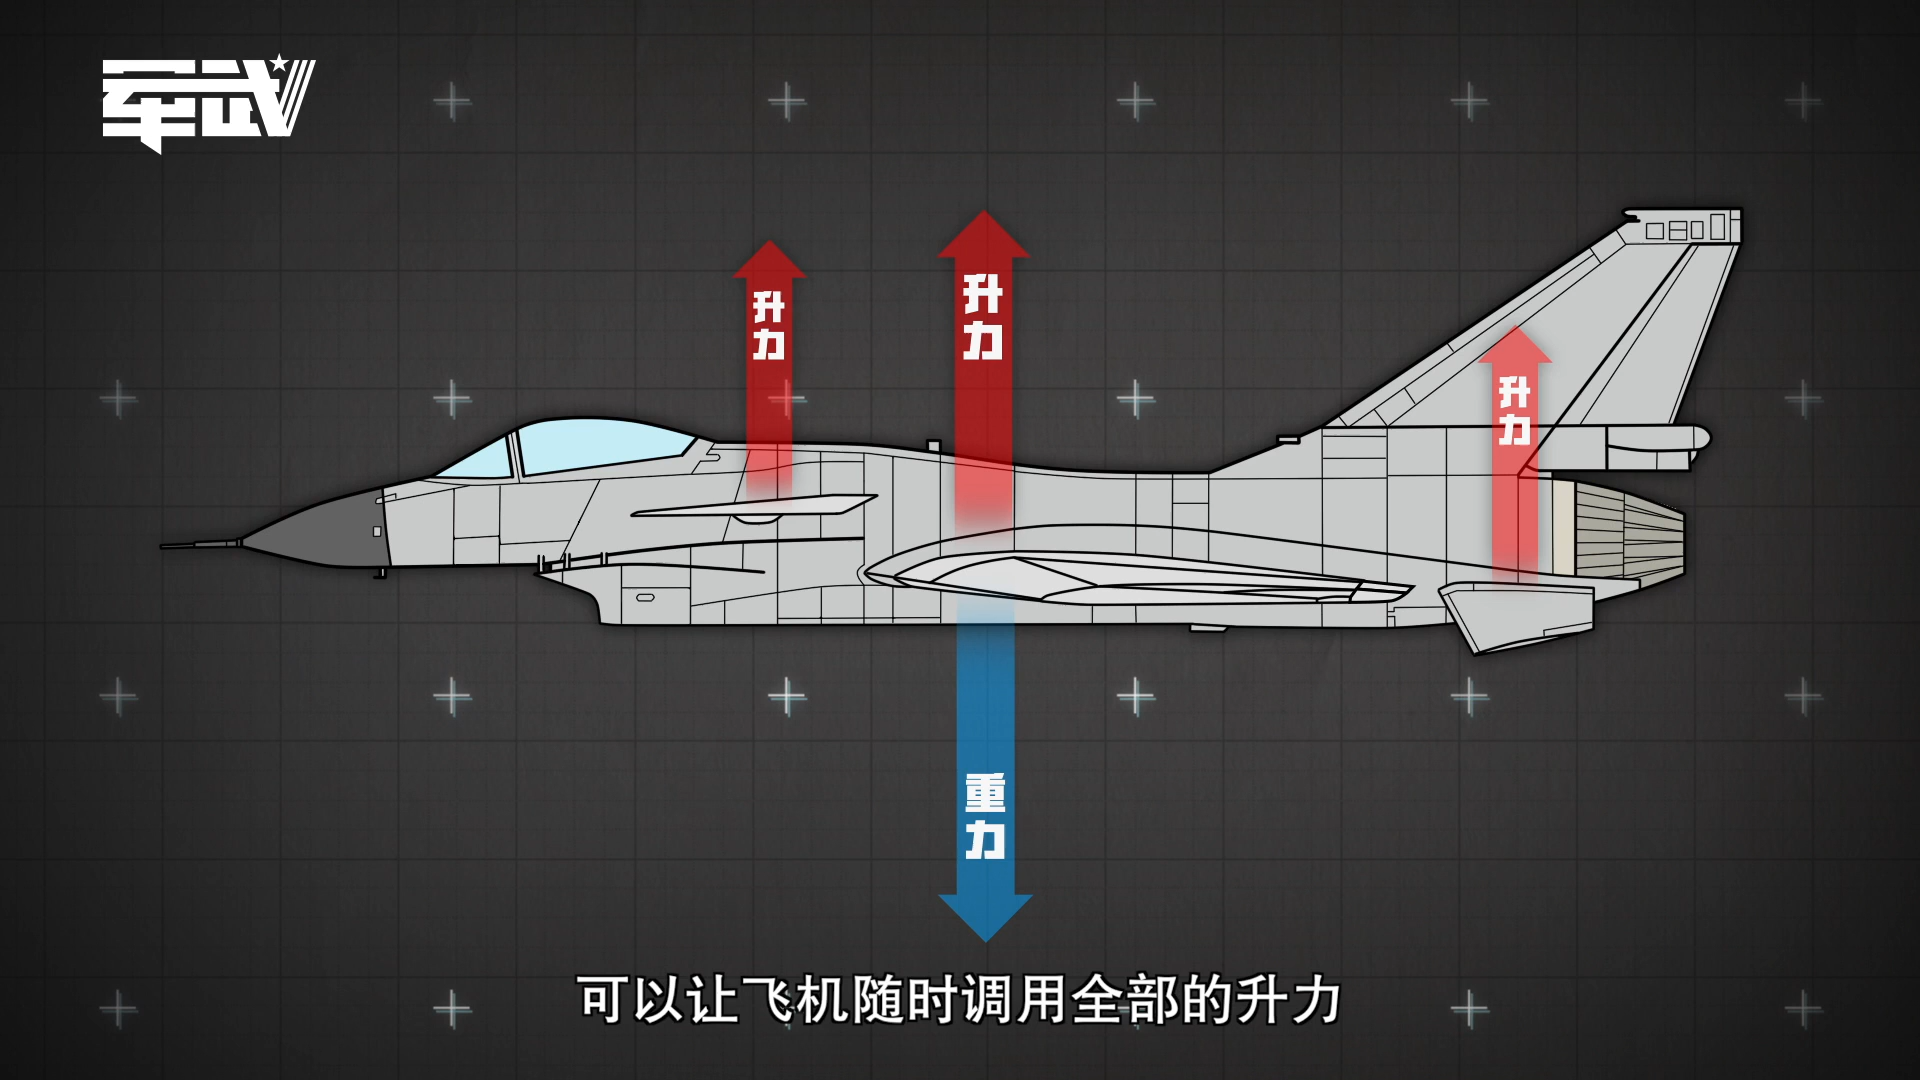 军武
升力
升力
升力
重力
可以让飞机随时调用全部的升力